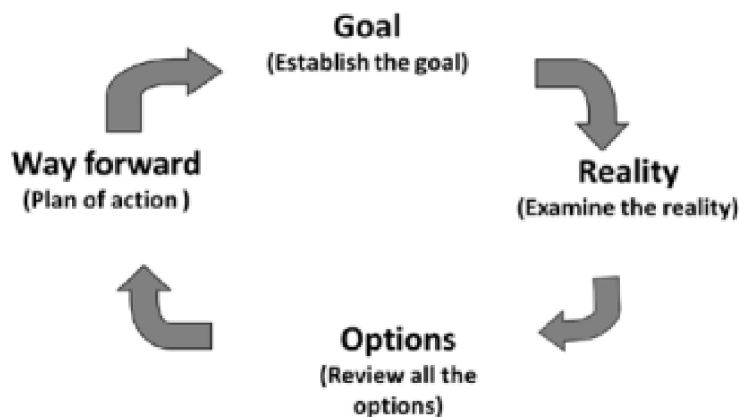 Goal
(Establish the goal)
Way forward
(Plan of action )
Reality
(Examine the reality)
Options
(Review all the
options)